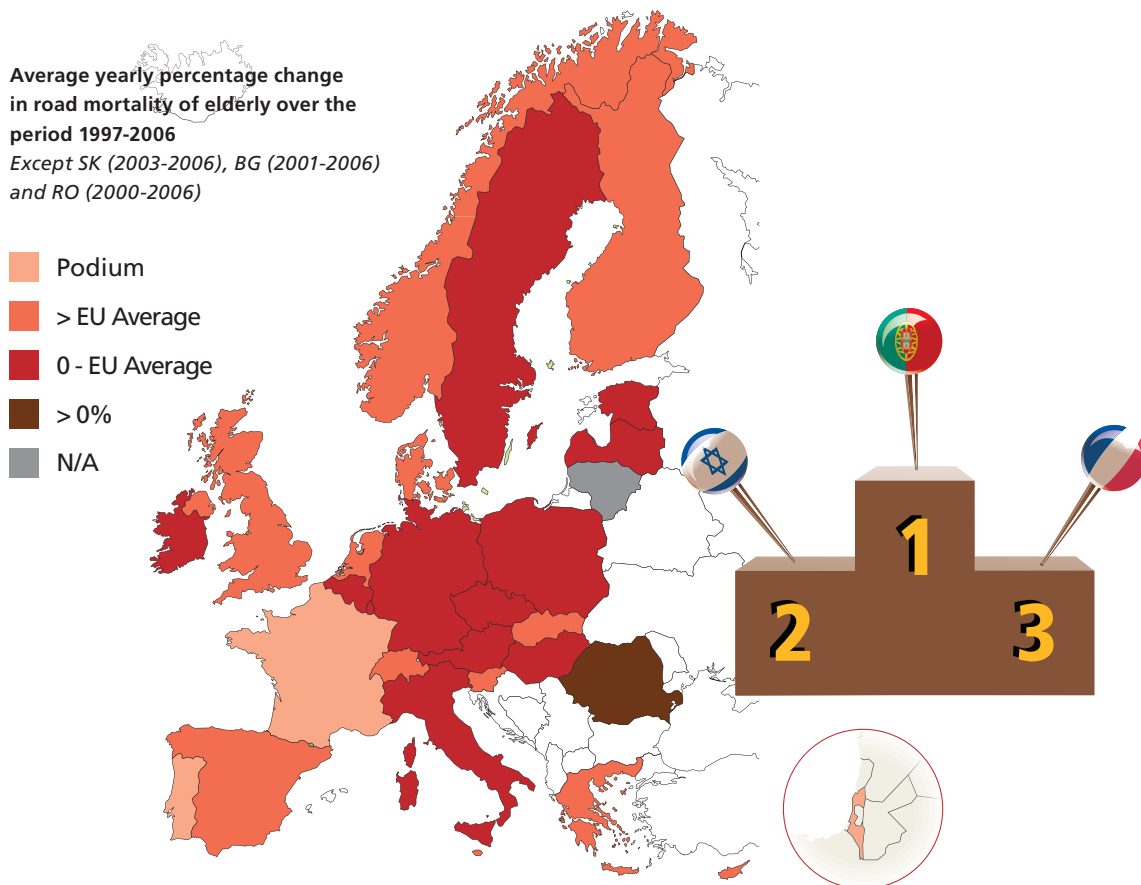 Average yearly percentage change
in road mortality of elderly over the
period 1997-2006
Except SK (2003-2006), BG (2001-2006)
and RO (2000-2006)
Podium
> EU Average
0 - EU Average
> 0%
N/A
1
2
3